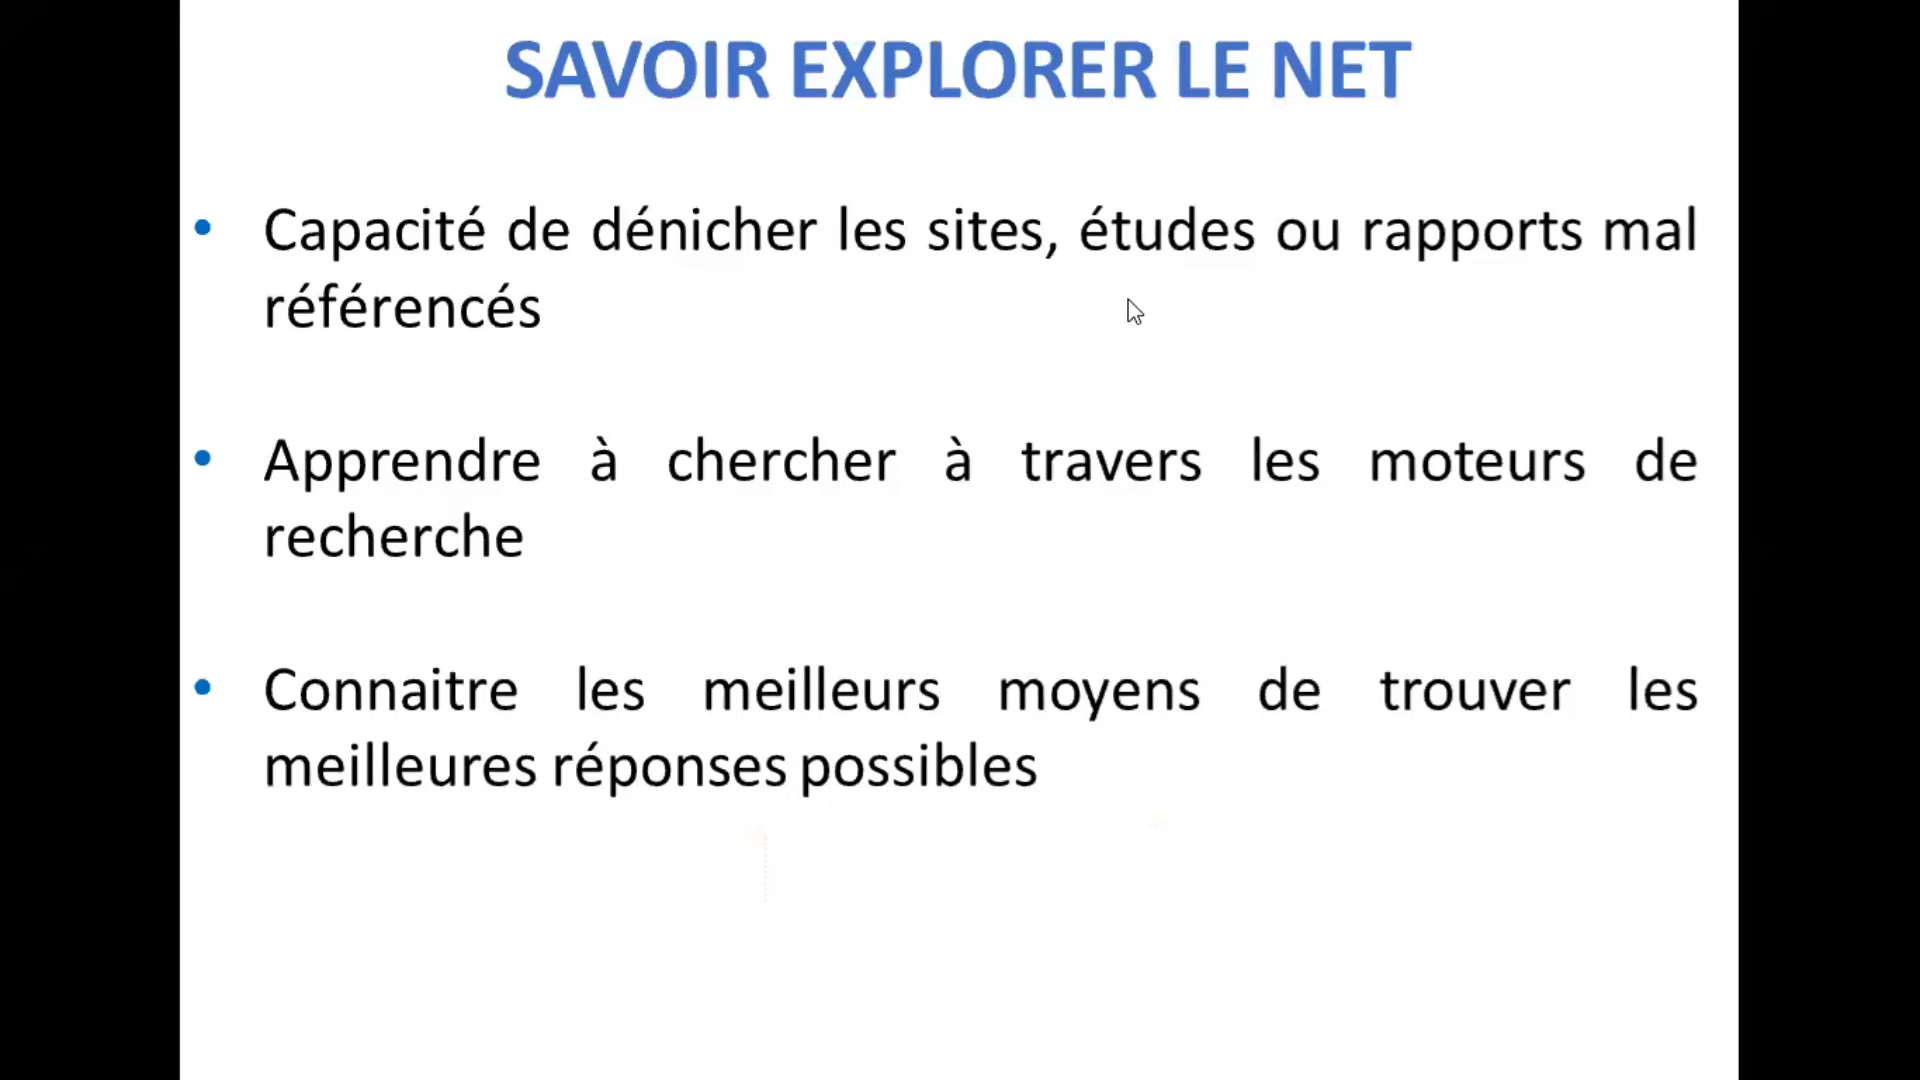 SAVOIR EXPLORER LE NET
• Capacité de dénicher les sites, études ou rapports mal
référencés
• Apprendre à chercher à travers les moteurs de
recherche
• Connaitre les meilleurs moyens de trouver les
meilleures réponses possibles